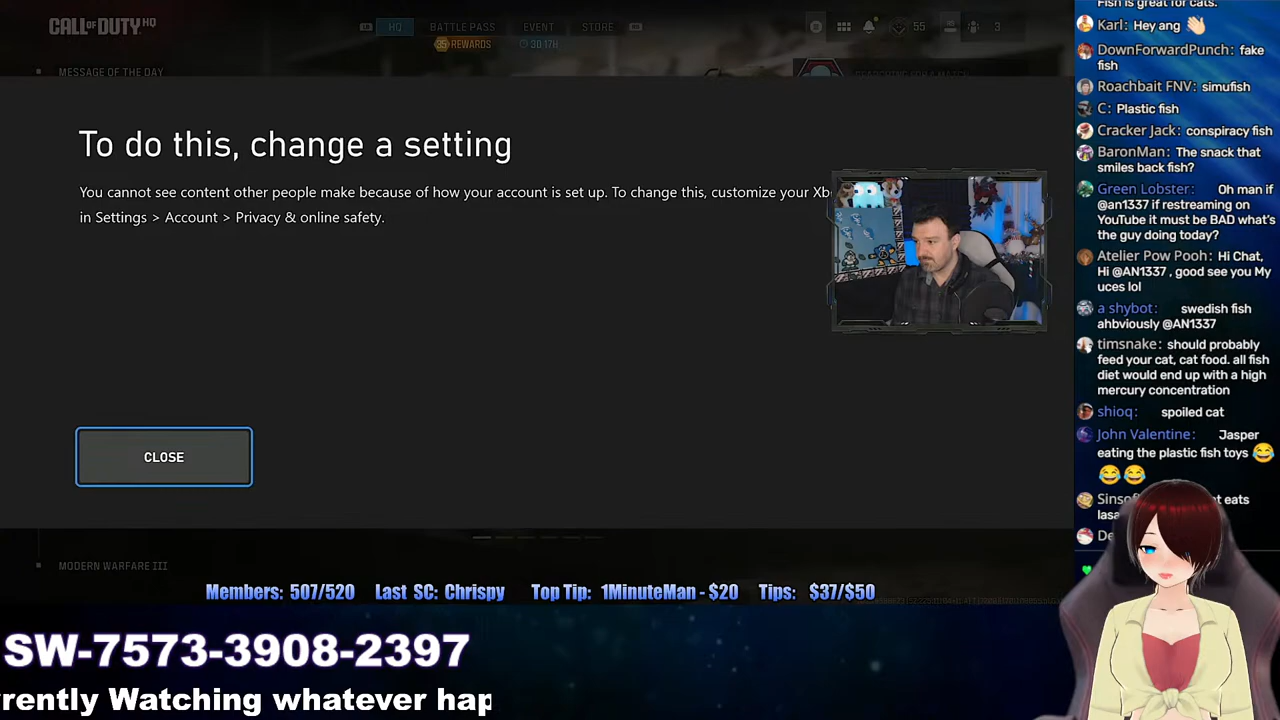 CALL OF DUTY HQ
LB HQ BATTLE PASS EVENT STORE RB
35 REWARDS 30 17H
55
3
MESSAGE OF THE DAY
To do this, change a setting
You cannot see content other people make because of how your account is set up. To change this, customize your
in Settings > Account > Privacy & online safety.
CLOSE
MODERN WARFARE III
Members: 507/520 Last SC: Chrispy Top Tip: 1MinuteMan - $20 Tips: $37/$50
SW-7573-3908-2397
rently Watching whatever hap
Fish is great for cats.
Karl: Hey ang 👋
DownForwardPunch: fake
fish
Roachbait FNV: simufish
C: Plastic fish
Cracker Jack: conspiracy fish
BaronMan: The snack that
smiles back fish?
Green Lobster: Oh man if
@an1337 if restreaming on
YouTube it must be BAD what's
the guy doing today?
Atelier Pow Pooh: Hi Chat,
Hi @AN1337 , good see you My
uces lol
a shybot: swedish fish
ahbviously @AN1337
timsnake: should probably
feed your cat, cat food. all fish
diet would end up with a high
mercury concentration
shioq: spoiled cat
John Valentine: Jasper
eating the plastic fish toys 😂
😂😂
eats